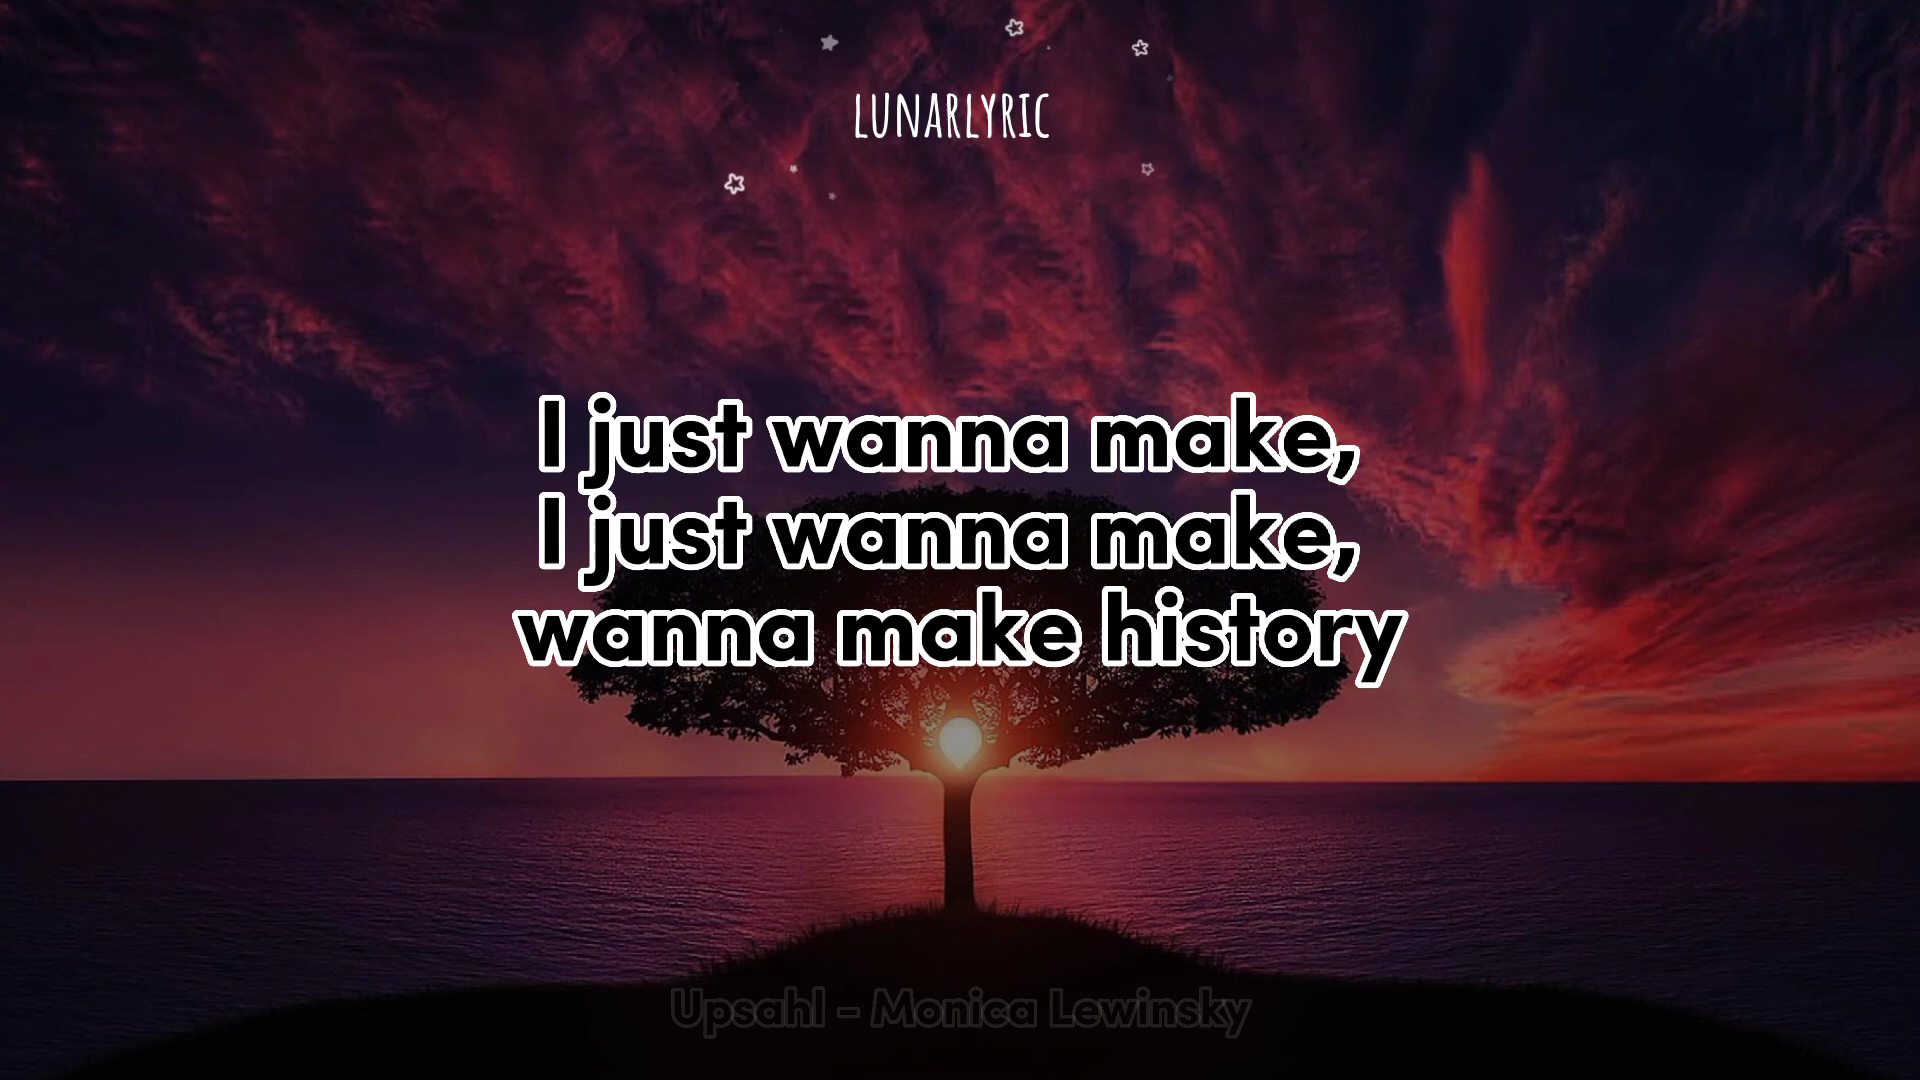 LUNARLYRIC
I just wanna make,
I just wanna make,
wanna make history
Upsahl - Monica Lewinsky